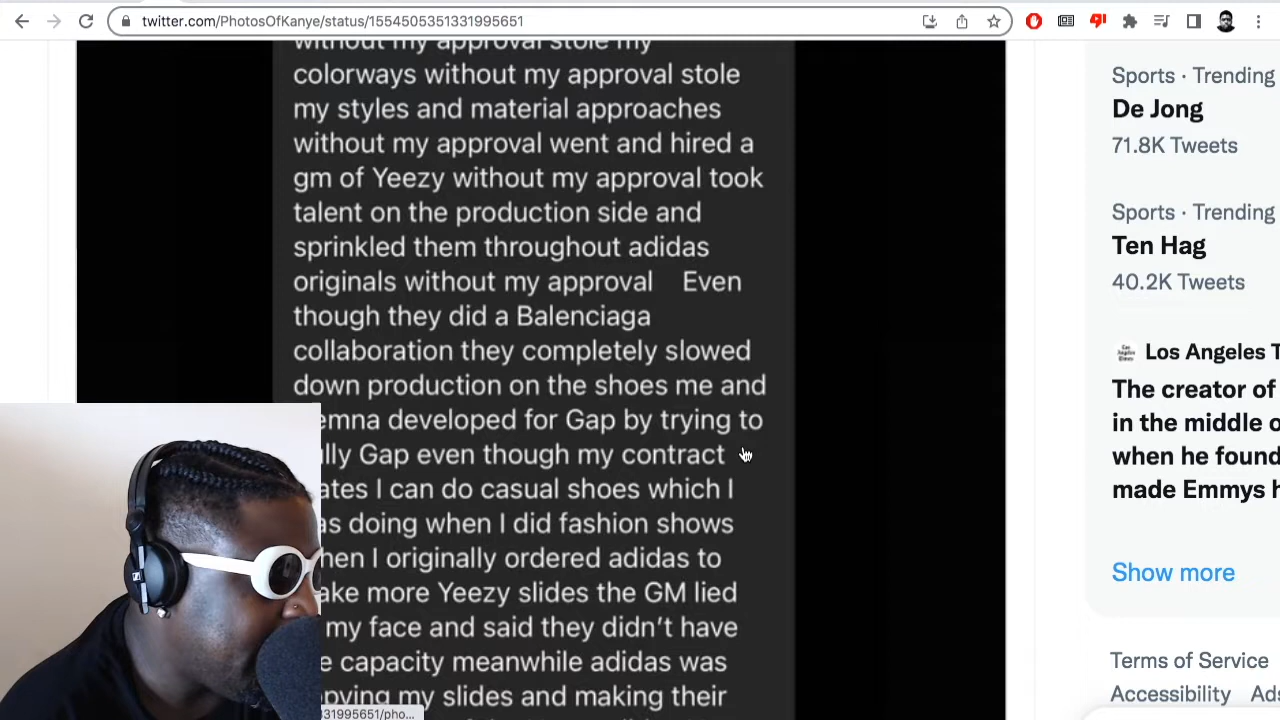 twitter.com/PhotosOfKanye/status/1554505351331995651
without my approval stole my
colorways without my approval stole
my styles and material approaches
without my approval went and hired a
gm of Yeezy without my approval took
talent on the production side and
sprinkled them throughout adidas
originals without my approval Even
though they did a Balenciaga
collaboration they completely slowed
down production on the shoes me and
developed for Gap by trying to
Gap even though my contract
I can do casual shoes which I
doing when I did fashion shows
I originally ordered adidas to
more Yeezy slides the GM lied
my face and said they didn't have
capacity meanwhile adidas was
my slides and making their
31995651/pho...
Sports · Trending
De Jong
71.8K Tweets
Sports · Trending
Ten Hag
40.2K Tweets
Los Angeles T
The creator of
in the middle o
when he found
made Emmys h
Show more
Terms of Service
Accessibility Ads